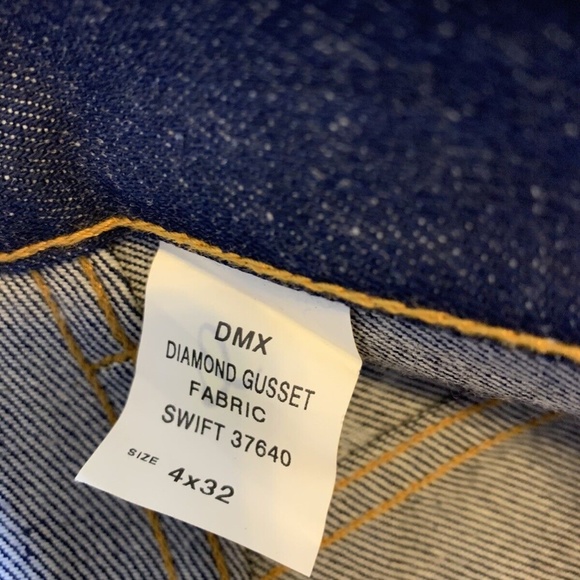 DMX
DIAMOND GUSSET
FABRIC
SWIFT 37640
SIZE 4x32